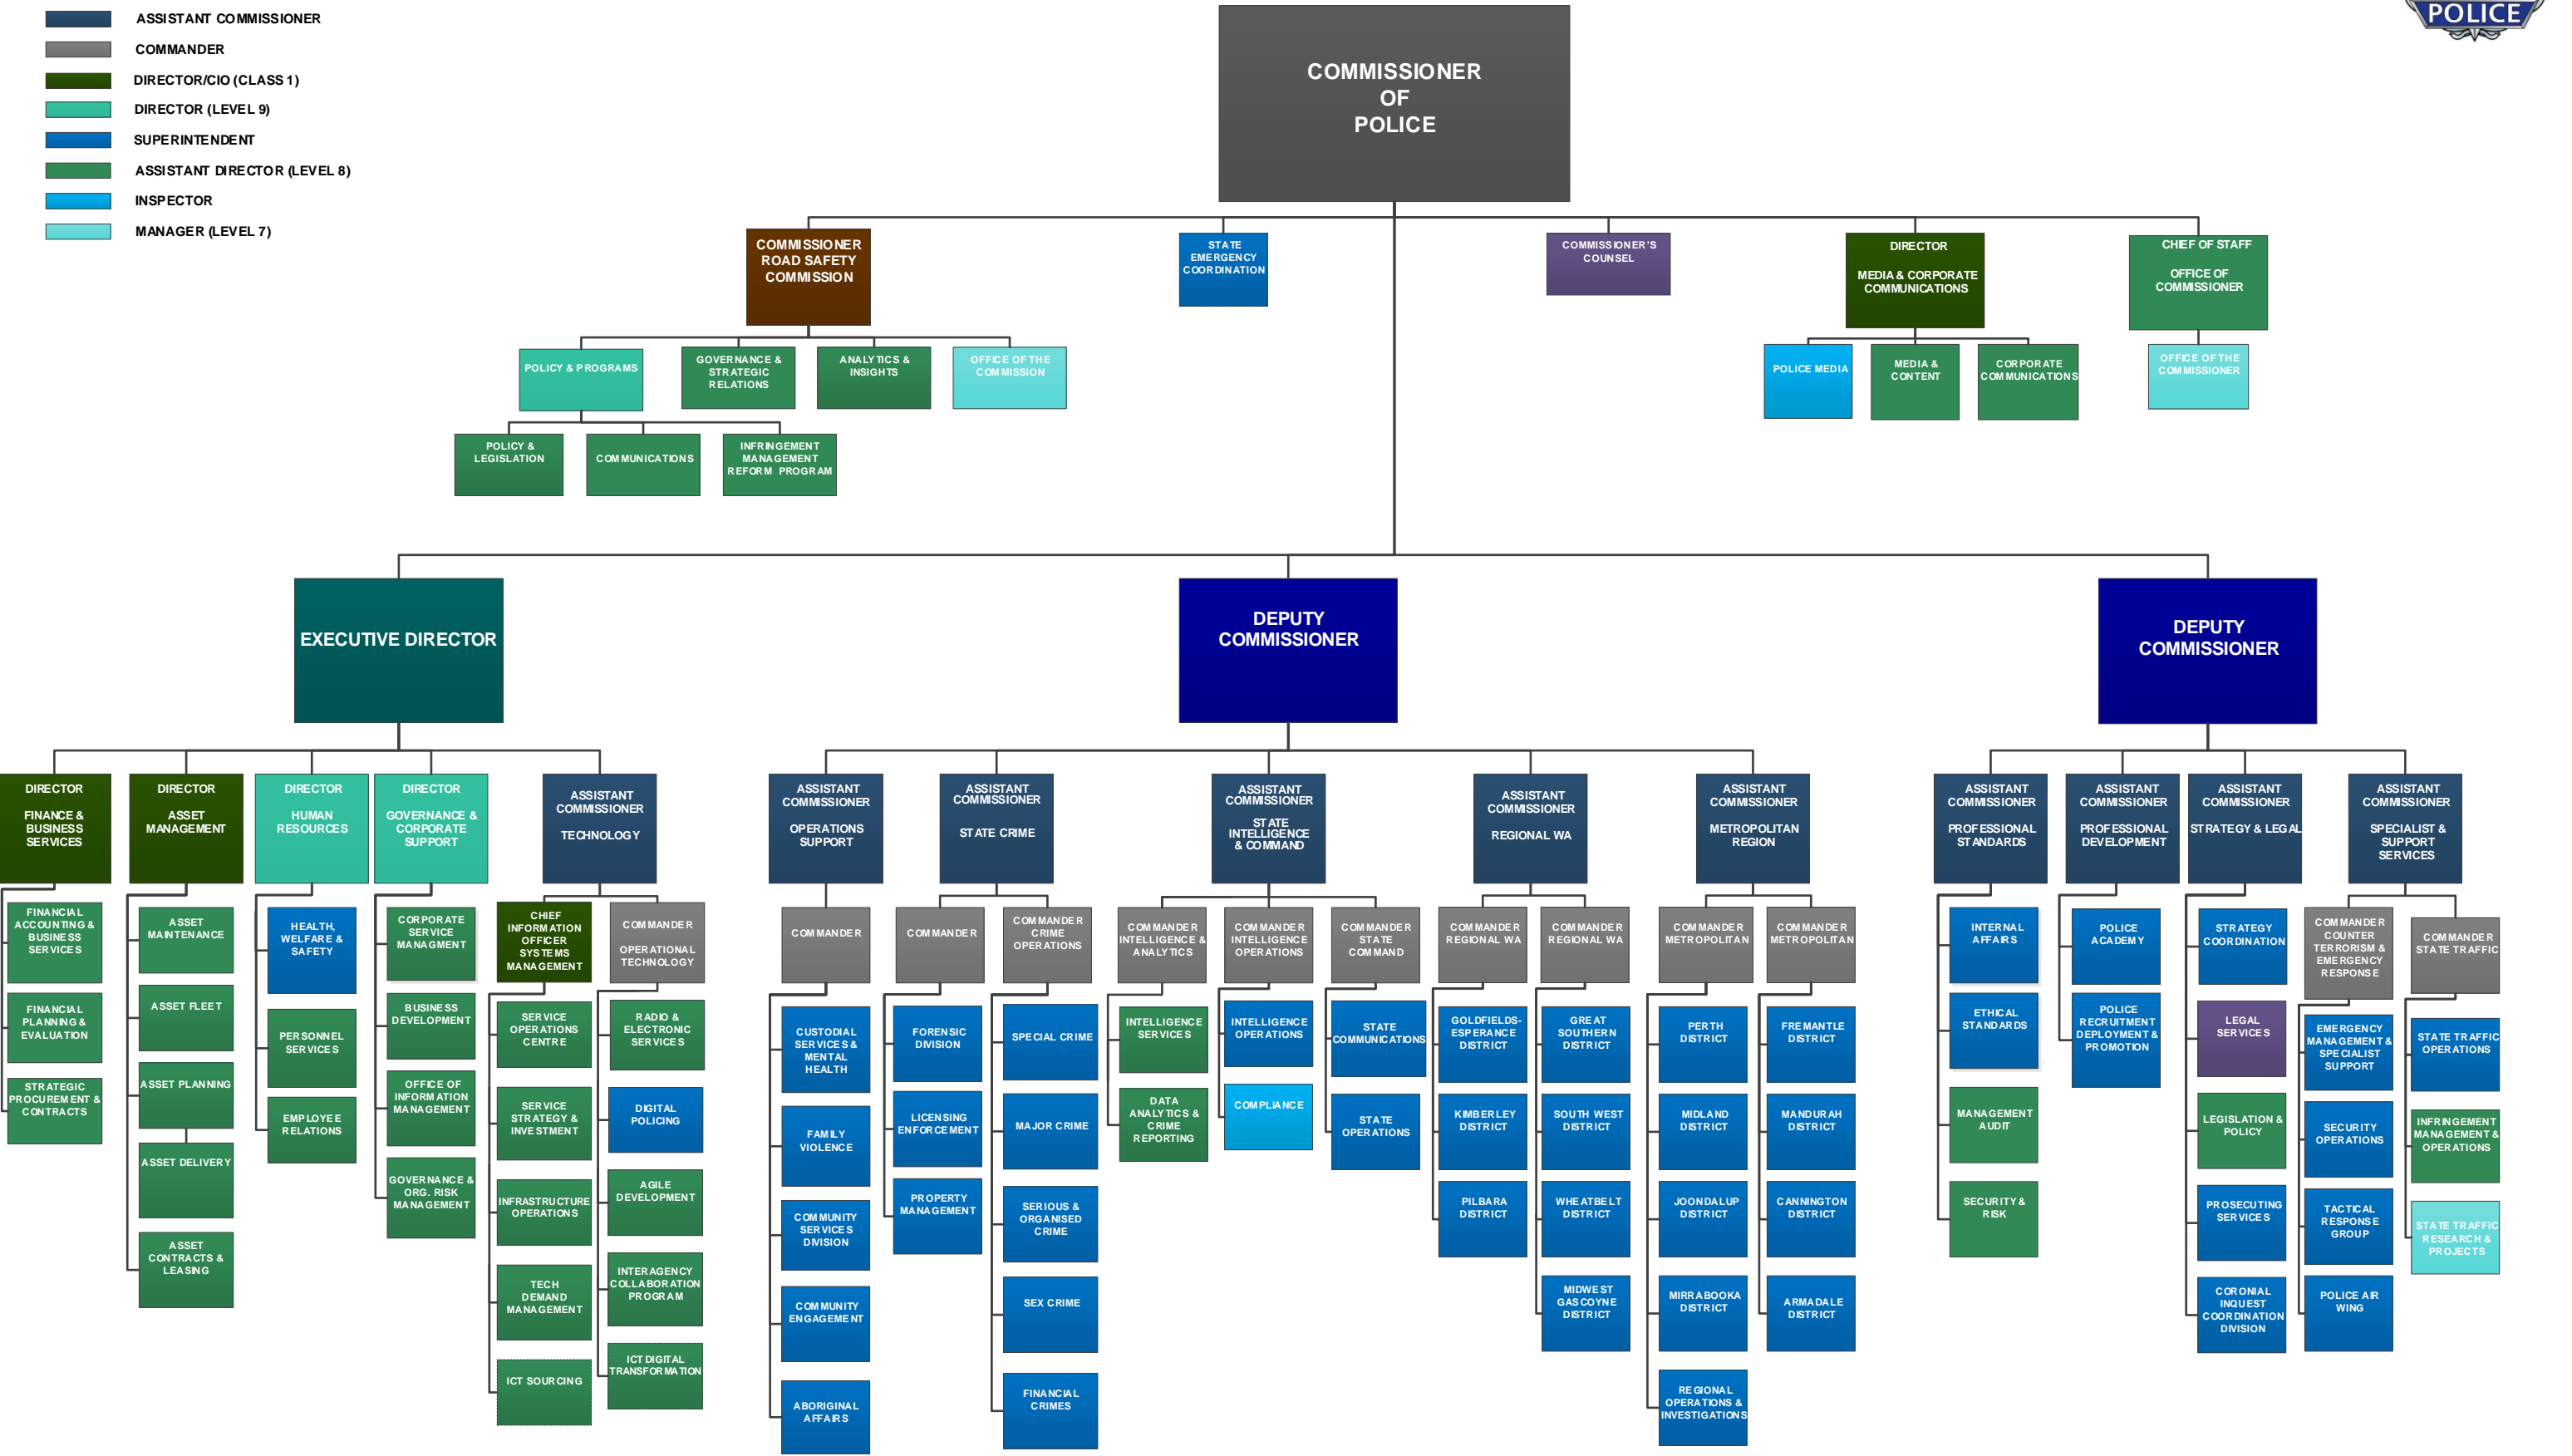 ASSISTANT COMMISSIONER
COMMANDER
DIRECTOR/CIO (CLASS 1)
DIRECTOR (LEVEL 9)
SUPERINTENDENT
ASSISTANT DIRECTOR (LEVEL 8)
INSPECTOR
MANAGER (LEVEL 7)
POLICE
COMMISSIONER
OF
POLICE
COMMISSIONER
ROAD SAFETY
COMMISSION
STATE
EMERGENCY
COORDINATION
COMMISSIONER'S
COUNSEL
DIRECTOR
MEDIA & CORPORATE
COMMUNICATIONS
CHIEF OF STAFF
OFFICE OF
COMMISSIONER
POLICY & PROGRAMS
GOVERNANCE &
STRATEGIC
RELATIONS
ANALYTICS &
INSIGHTS
OFFICE OF THE
COMMISSION
POLICE MEDIA
MEDIA &
CONTENT
CORPORATE
COMMUNICATIONS
OFFICE OF THE
COMMISSIONER
POLICY &
LEGISLATION
COMMUNICATIONS
INFRINGEMENT
MANAGEMENT
REFORM PROGRAM
EXECUTIVE DIRECTOR
DEPUTY
COMMISSIONER
DEPUTY
COMMISSIONER
DIRECTOR
FINANCE &
BUSINESS
SERVICES
DIRECTOR
ASSET
MANAGEMENT
DIRECTOR
HUMAN
RESOURCES
DIRECTOR
GOVERNANCE &
CORPORATE
SUPPORT
ASSISTANT
COMMISSIONER
TECHNOLOGY
ASSISTANT
COMMISSIONER
OPERATIONS
SUPPORT
ASSISTANT
COMMISSIONER
STATE CRIME
ASSISTANT
COMMISSIONER
STATE
INTELLIGENCE
& COMMAND
ASSISTANT
COMMISSIONER
REGIONAL WA
ASSISTANT
COMMISSIONER
METROPOLITAN
REGION
ASSISTANT
COMMISSIONER
PROFESSIONAL
STANDARDS
ASSISTANT
COMMISSIONER
PROFESSIONAL
DEVELOPMENT
ASSISTANT
COMMISSIONER
STRATEGY & LEGAL
ASSISTANT
COMMISSIONER
SPECIALIST &
SUPPORT
SERVICES
FINANCIAL
ACCOUNTING &
BUSINESS
SERVICES
FINANCIAL
PLANNING &
EVALUATION
STRATEGIC
PROCUREMENT &
CONTRACTS
ASSET
MAINTENANCE
ASSET FLEET
ASSET PLANNING
ASSET DELIVERY
ASSET
CONTRACTS &
LEASING
HEALTH,
WELFARE &
SAFETY
PERSONNEL
SERVICES
EMPLOYEE
RELATIONS
CORPORATE
SERVICE
MANAGMENT
BUSINESS
DEVELOPMENT
OFFICE OF
INFORMATION
MANAGEMENT
GOVERNANCE &
ORG. RISK
MANAGEMENT
CHIEF
INFORMATION
OFFICER
SYSTEMS
MANAGEMENT
SERVICE
OPERATIONS
CENTRE
SERVICE
STRATEGY &
INVESTMENT
INFRASTRUCTURE
OPERATIONS
TECH
DEMAND
MANAGEMENT
ICT SOURCING
COMMANDER
OPERATIONAL
TECHNOLOGY
RADIO &
ELECTRONIC
SERVICES
DIGITAL
POLICING
AGILE
DEVELOPMENT
INTERAGENCY
COLLABORATION
PROGRAM
ICT DIGITAL
TRANSFORMATION
COMMANDER
CUSTODIAL
SERVICES &
MENTAL
HEALTH
FAMILY
VIOLENCE
COMMUNITY
SERVICES
DIVISION
COMMUNITY
ENGAGEMENT
ABORIGINAL
AFFAIRS
COMMANDER
FORENSIC
DIVISION
LICENSING
ENFORCEMENT
PROPERTY
MANAGEMENT
COMMANDER
CRIME
OPERATIONS
SPECIAL CRIME
MAJOR CRIME
SERIOUS &
ORGANISED
CRIME
SEX CRIME
FINANCIAL
CRIMES
COMMANDER
INTELLIGENCE &
ANALYTICS
INTELLIGENCE
SERVICES
DATA
ANALYTICS &
CRIME
REPORTING
COMMANDER
INTELLIGENCE
OPERATIONS
INTELLIGENCE
OPERATIONS
COMPLIANCE
COMMANDER
STATE
COMMAND
STATE
COMMUNICATIONS
STATE
OPERATIONS
COMMANDER
REGIONAL WA
GOLDFIELDS-
ESPERANCE
DISTRICT
KIMBERLEY
DISTRICT
PILBARA
DISTRICT
COMMANDER
REGIONAL WA
GREAT
SOUTHERN
DISTRICT
SOUTH WEST
DISTRICT
WHEATBELT
DISTRICT
MIDWEST
GASCOYNE
DISTRICT
COMMANDER
METROPOLITAN
PERTH
DISTRICT
MIDLAND
DISTRICT
JOONDALUP
DISTRICT
MIRRABOOKA
DISTRICT
REGIONAL
OPERATIONS &
INVESTIGATIONS
COMMANDER
METROPOLITAN
FREMANTLE
DISTRICT
MANDURAH
DISTRICT
CANNINGTON
DISTRICT
ARMADALE
DISTRICT
INTERNAL
AFFAIRS
ETHICAL
STANDARDS
MANAGEMENT
AUDIT
SECURITY &
RISK
POLICE
ACADEMY
POLICE
RECRUITMENT
DEPLOYMENT &
PROMOTION
STRATEGY
COORDINATION
LEGAL
SERVICES
LEGISLATION &
POLICY
PROSECUTING
SERVICES
CORONIAL
INQUEST
COORDINATION
DIVISION
COMMANDER
COUNTER
TERRORISM &
EMERGENCY
RESPONSE
EMERGENCY
MANAGEMENT &
SPECIALIST
SUPPORT
SECURITY
OPERATIONS
TACTICAL
RESPONSE
GROUP
POLICE AIR
WING
COMMANDER
STATE TRAFFIC
STATE TRAFFIC
OPERATIONS
INFRINGEMENT
MANAGEMENT &
OPERATIONS
STATE TRAFFIC
RESEARCH &
PROJECTS